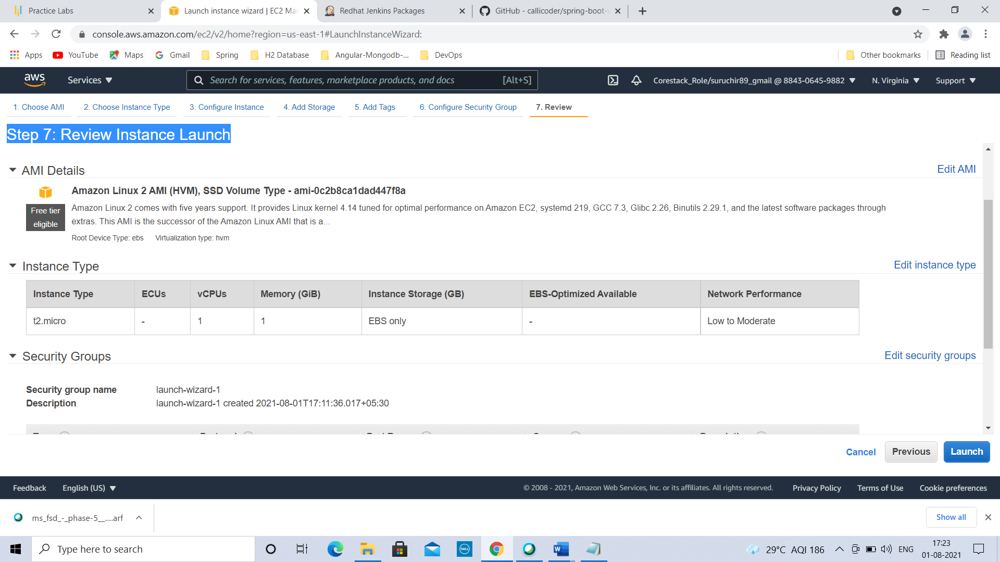 Practice Labs
Launch instance wizard | EC2 Ma
Redhat Jenkins Packages
GitHub - callicoder/spring-boot-
console.aws.amazon.com/ec2/v2/home?region=us-east-1#LaunchInstanceWizard:
Apps YouTube Maps Gmail Spring H2 Database Angular-Mongodb-... DevOps Other bookmarks Reading list
aws Services Search for services, features, marketplace products, and docs [Alt+S] Corestack_Role/suruchir89_gmail @ 8843-0645-9882 N. Virginia Support
1. Choose AMI 2. Choose Instance Type 3. Configure Instance 4. Add Storage 5. Add Tags 6. Configure Security Group 7. Review
Step 7: Review Instance Launch
AMI Details Edit AMI
Amazon Linux 2 AMI (HVM), SSD Volume Type - ami-0c2b8ca1dad447f8a
Free tier
eligible
Amazon Linux 2 comes with five years support. It provides Linux kernel 4.14 tuned for optimal performance on Amazon EC2, systemd 219, GCC 7.3, Glibc 2.26, Binutils 2.29.1, and the latest software packages through
extras. This AMI is the successor of the Amazon Linux AMI that is a...
Root Device Type: ebs Virtualization type: hvm
Instance Type Edit instance type
Instance Type ECUs vCPUs Memory (GiB) Instance Storage (GB) EBS-Optimized Available Network Performance
t2.micro - 1 1 EBS only - Low to Moderate
Security Groups Edit security groups
Security group name launch-wizard-1
Description launch-wizard-1 created 2021-08-01T17:11:36.017+05:30
Cancel Previous Launch
Feedback English (US) © 2008 - 2021, Amazon Web Services, Inc. or its affiliates. All rights reserved. Privacy Policy Terms of Use Cookie preferences
ms_fsd_-_phase-5__....arf Show all
Type here to search
DELL
W
29°C AQI 186 ENG
17:23
01-08-2021